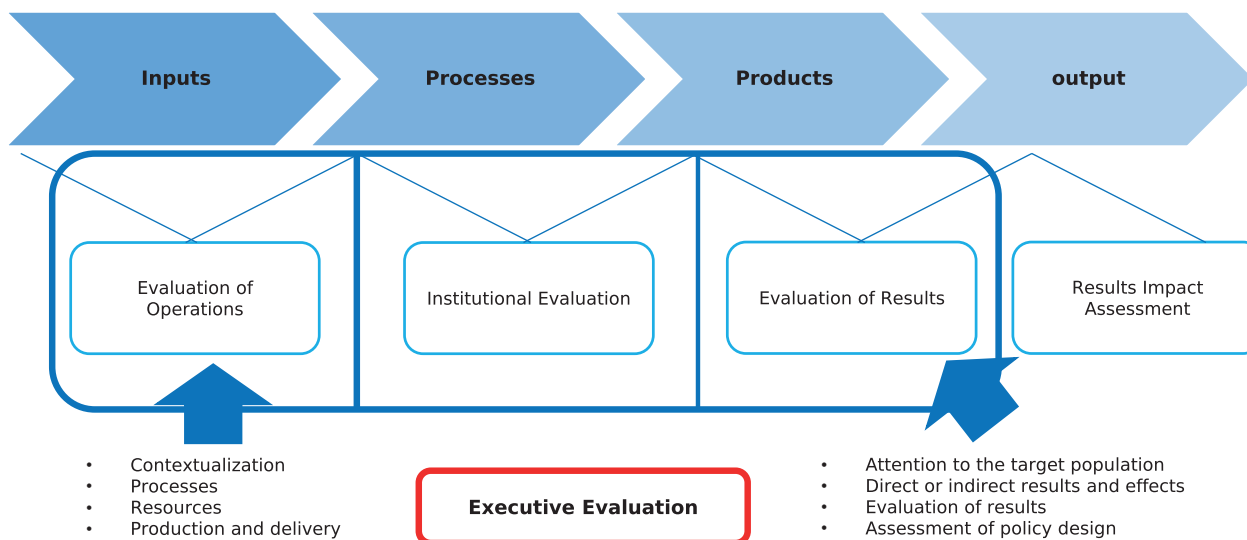 Inputs
Processes
Products
output
Evaluation of
Operations
Institutional Evaluation
Evaluation of Results
Results Impact
Assessment
• Contextualization
• Processes
• Resources
• Production and delivery
Executive Evaluation
• Attention to the target population
• Direct or indirect results and effects
• Evaluation of results
• Assessment of policy design